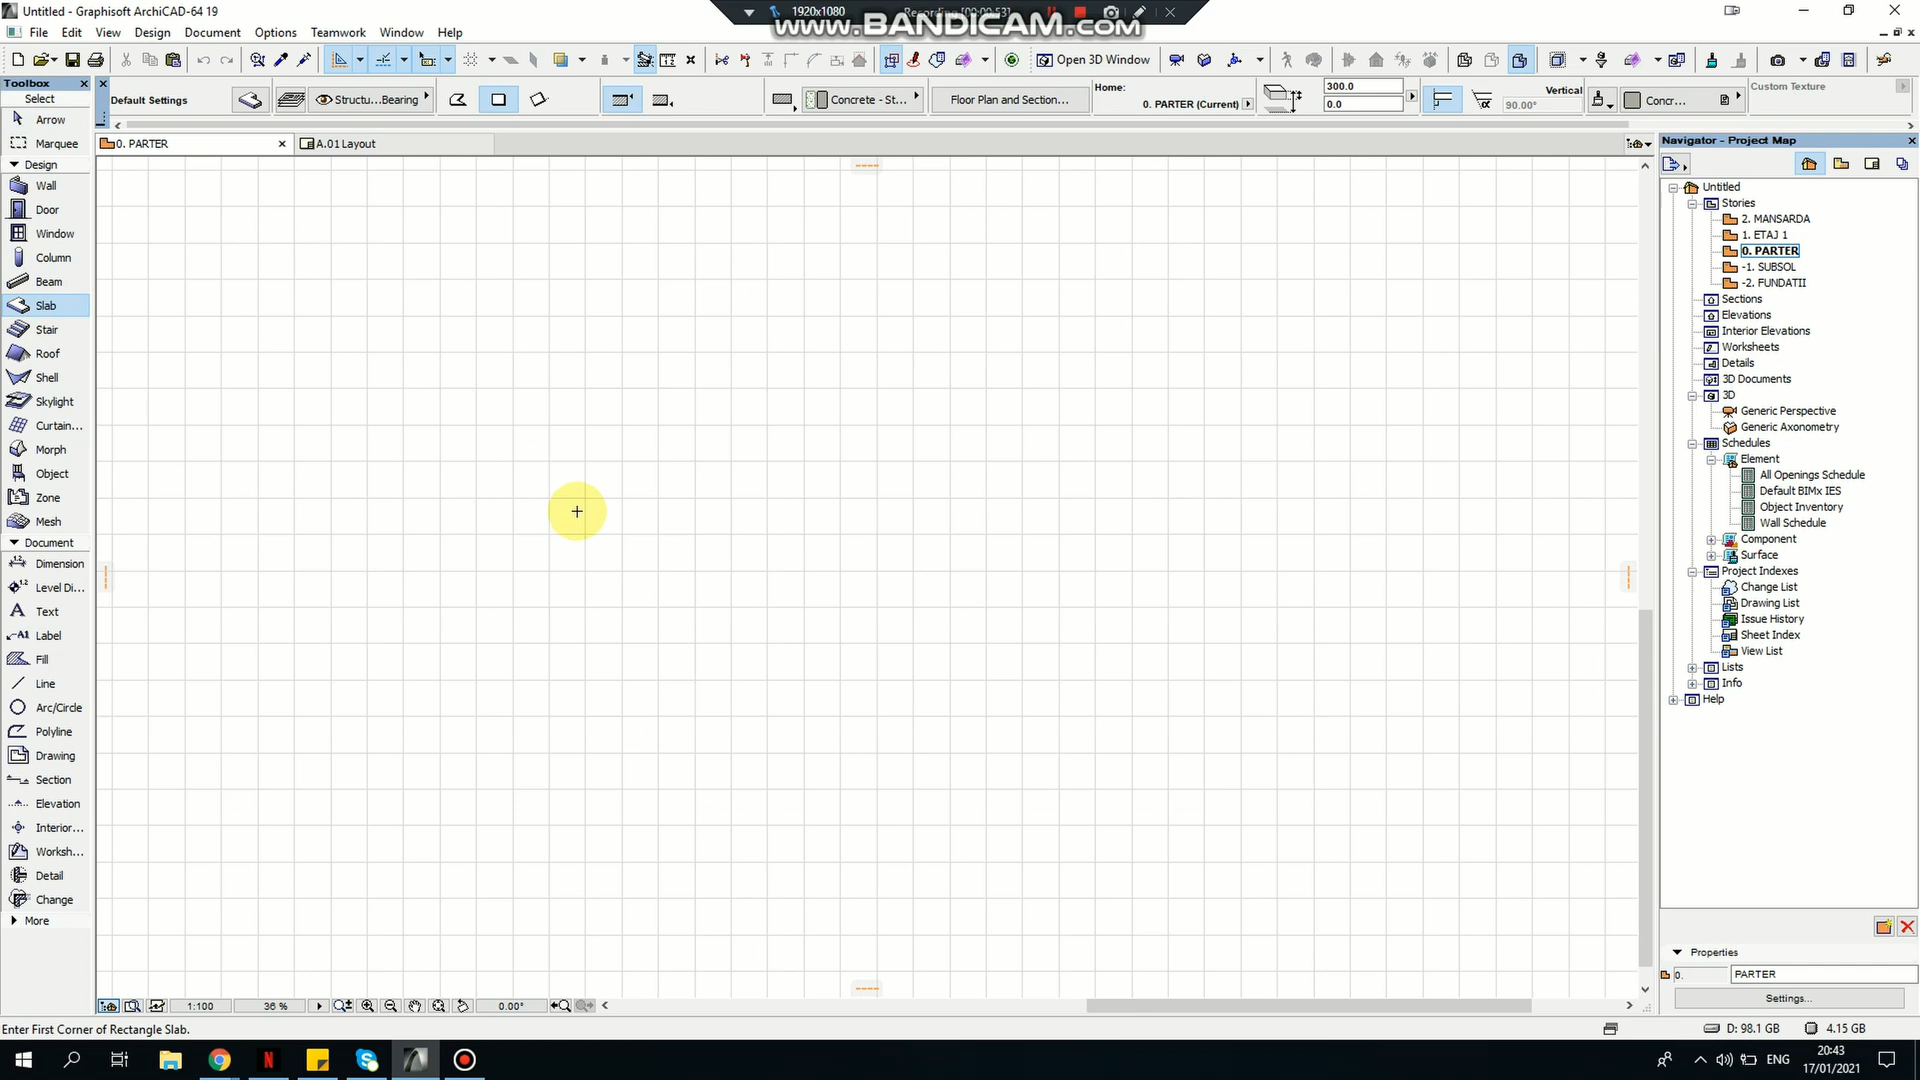 Untitled - Graphisoft ArchiCAD-64 19
1920x1080
Recording [00:00:53]
www.BANDICAM.com
File Edit View Design Document Options Teamwork Window Help
Open 3D Window
Toolbox
Select
Default Settings
Structu...Bearing
Concrete - St...
Floor Plan and Section...
Home:
0. PARTER (Current)
300.0
0.0
Vertical
90.00°
Concr...
Custom Texture
Arrow
Marquee
Design
Wall
Door
Window
Column
Beam
Slab
Stair
Roof
Shell
Skylight
Curtain...
Morph
Object
Zone
Mesh
Document
Dimension
Level Di...
Text
Label
Fill
Line
Arc/Circle
Polyline
Drawing
Section
Elevation
Interior...
Worksh...
Detail
Change
More
0. PARTER
A.01 Layout
Navigator - Project Map
Untitled
Stories
2. MANSARDA
1. ETAJ 1
0. PARTER
-1. SUBSOL
-2. FUNDATII
Sections
Elevations
Interior Elevations
Worksheets
Details
3D Documents
3D
Generic Perspective
Generic Axonometry
Schedules
Element
All Openings Schedule
Default BIMx IES
Object Inventory
Wall Schedule
Component
Surface
Project Indexes
Change List
Drawing List
Issue History
Sheet Index
View List
Lists
Info
Help
Properties
0.
PARTER
Settings...
1:100
36 %
0.00°
Enter First Corner of Rectangle Slab.
D: 98.1 GB
4.15 GB
ENG
20:43
17/01/2021